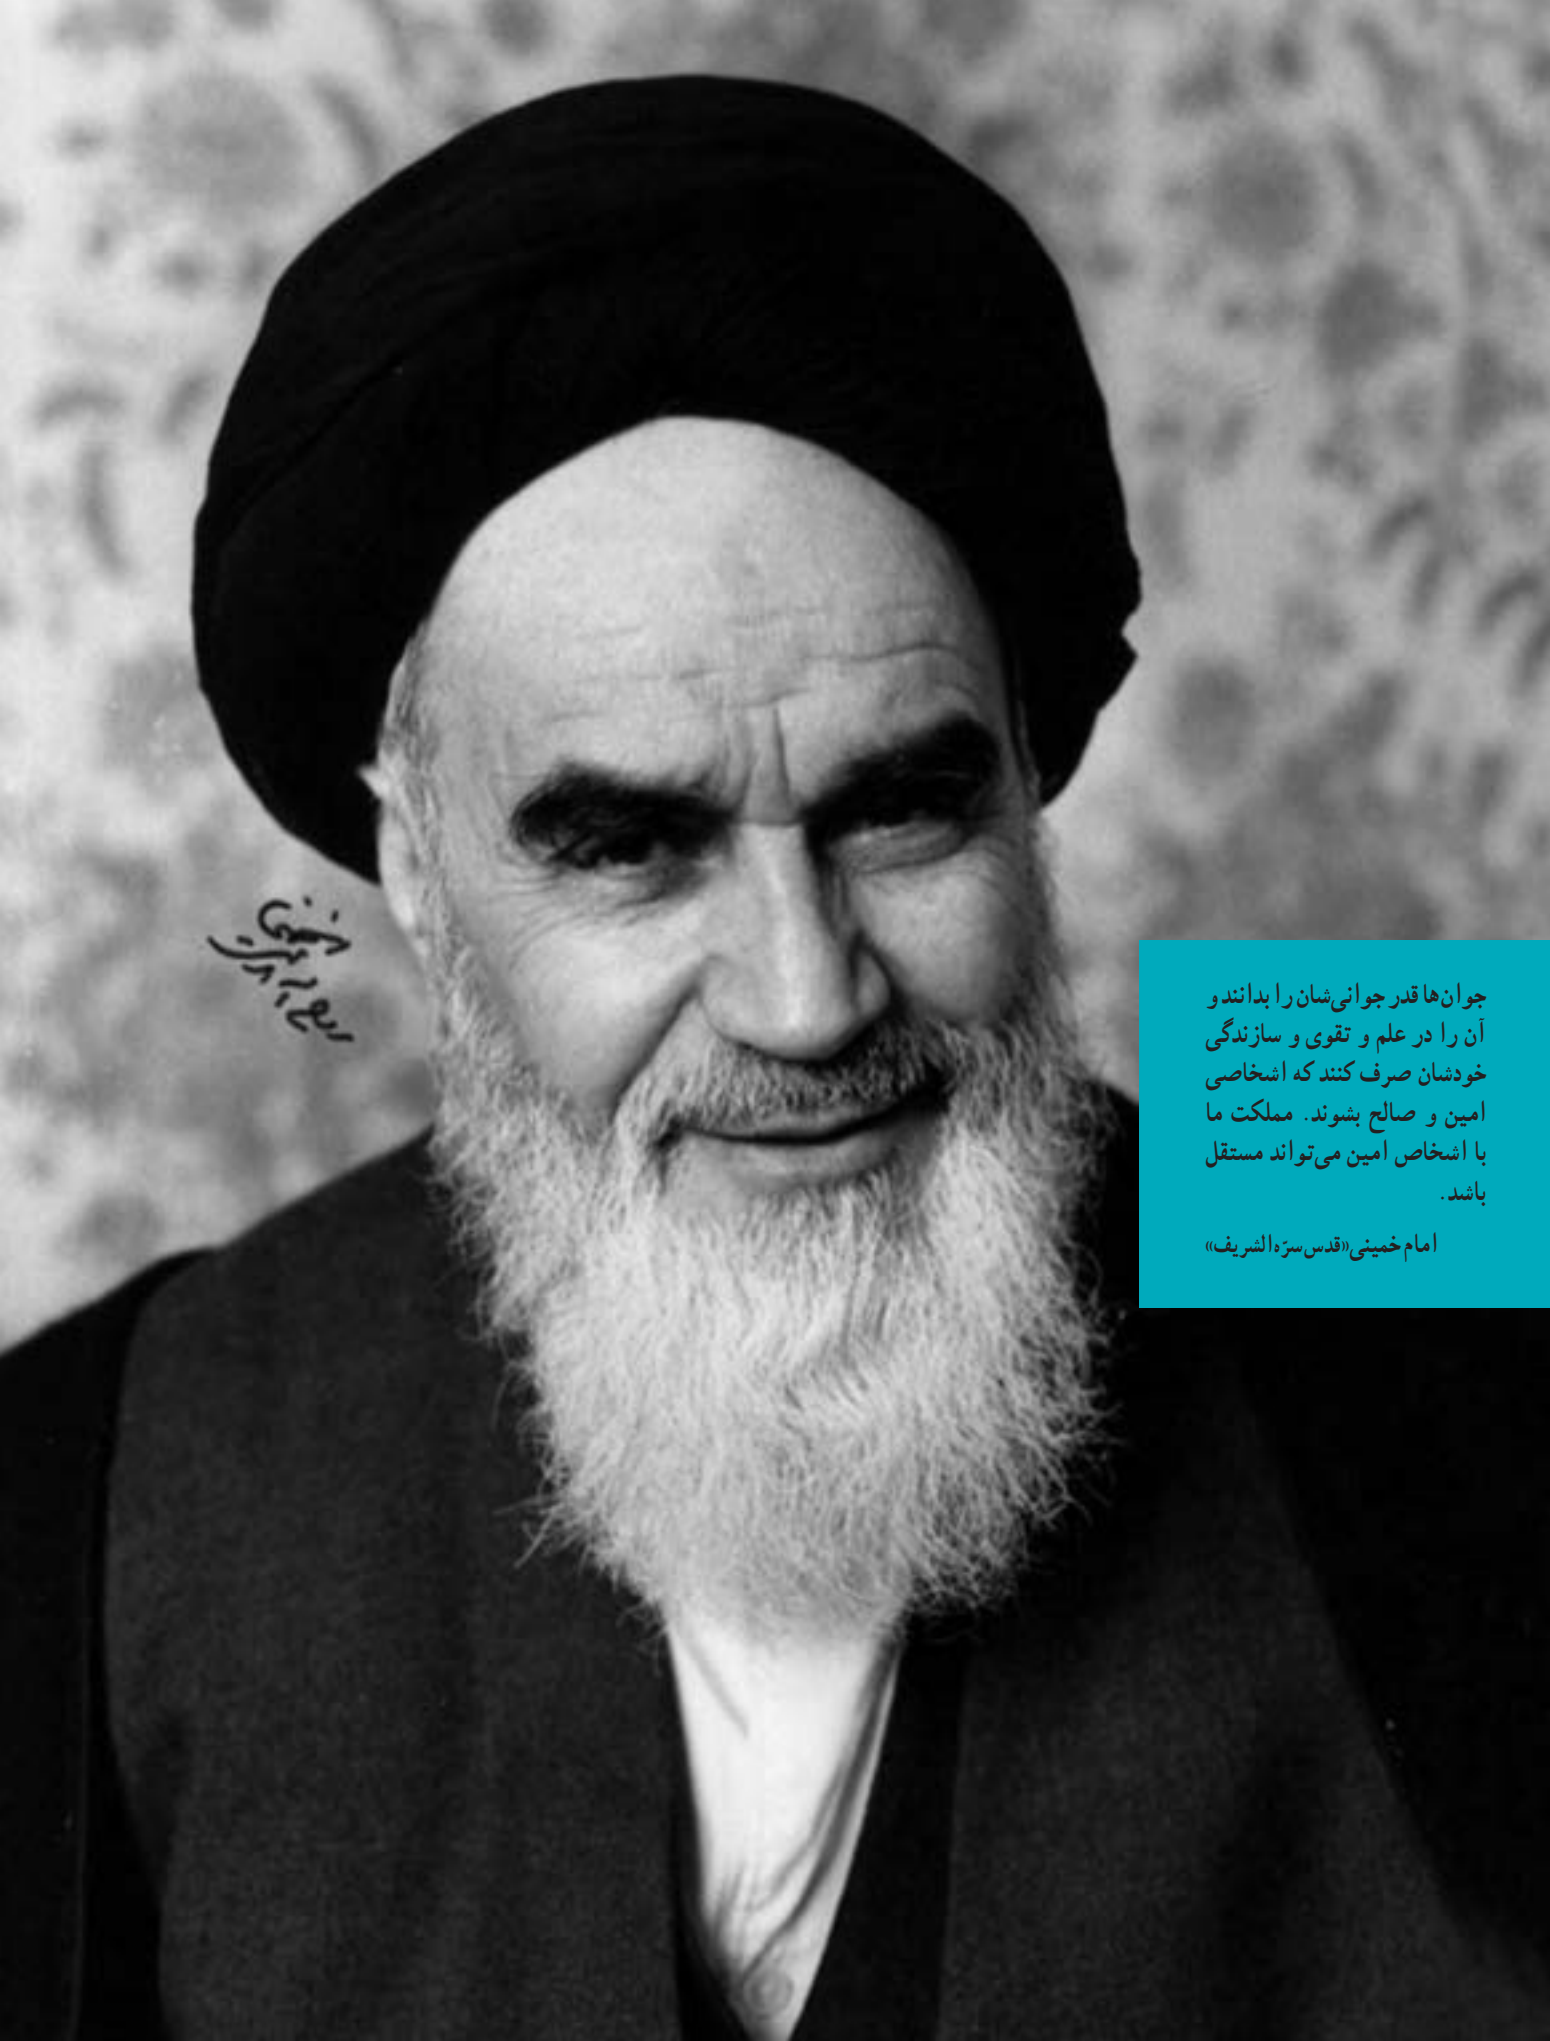 جوان‌ها قدر جوانی‌شان را بدانند و
آن را در علم و تقوی و سازندگی
خودشان صرف کنند که اشخاصی
امین و صالح بشوند. مملکت ما
با اشخاص امین می‌تواند مستقل
باشد.
امام خمینی «قدس سرّه الشریف»